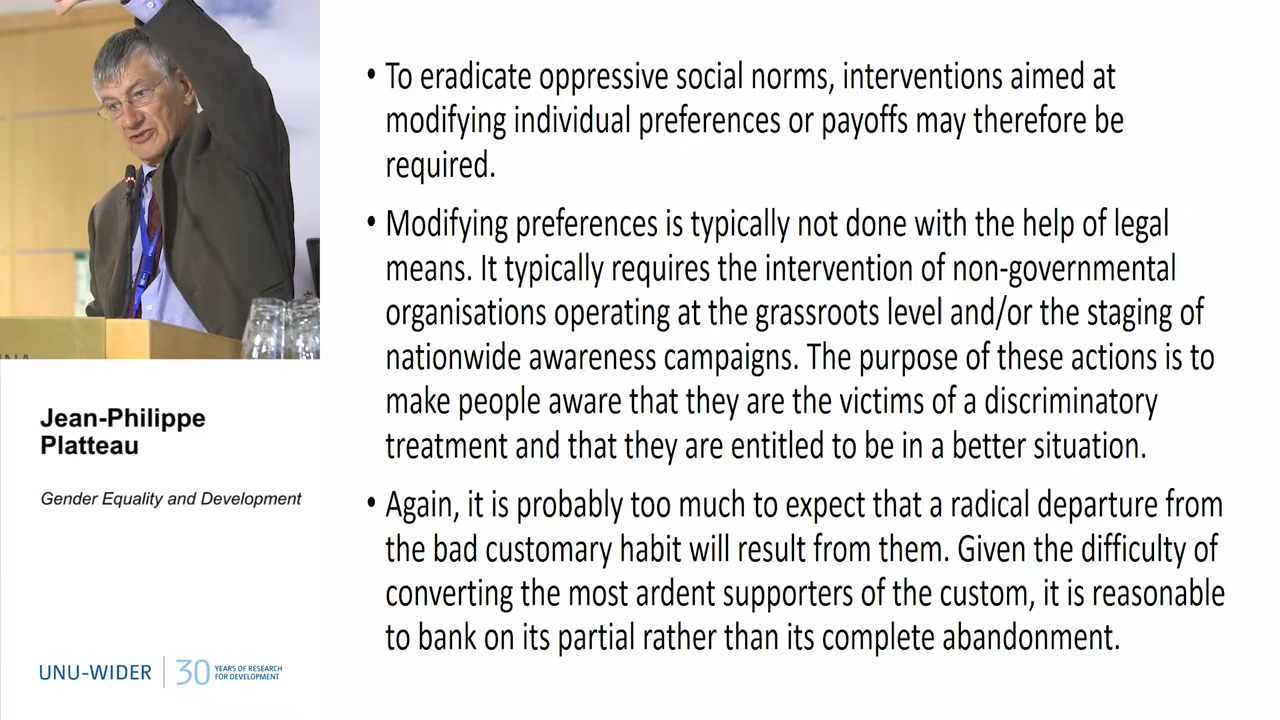 • To eradicate oppressive social norms, interventions aimed at
modifying individual preferences or payoffs may therefore be
required.
• Modifying preferences is typically not done with the help of legal
means. It typically requires the intervention of non-governmental
organisations operating at the grassroots level and/or the staging of
nationwide awareness campaigns. The purpose of these actions is to
make people aware that they are the victims of a discriminatory
treatment and that they are entitled to be in a better situation.
• Again, it is probably too much to expect that a radical departure from
the bad customary habit will result from them. Given the difficulty of
converting the most ardent supporters of the custom, it is reasonable
to bank on its partial rather than its complete abandonment.
Jean-Philippe
Platteau
Gender Equality and Development
UNU-WIDER
30
YEARS OF RESEARCH
FOR DEVELOPMENT